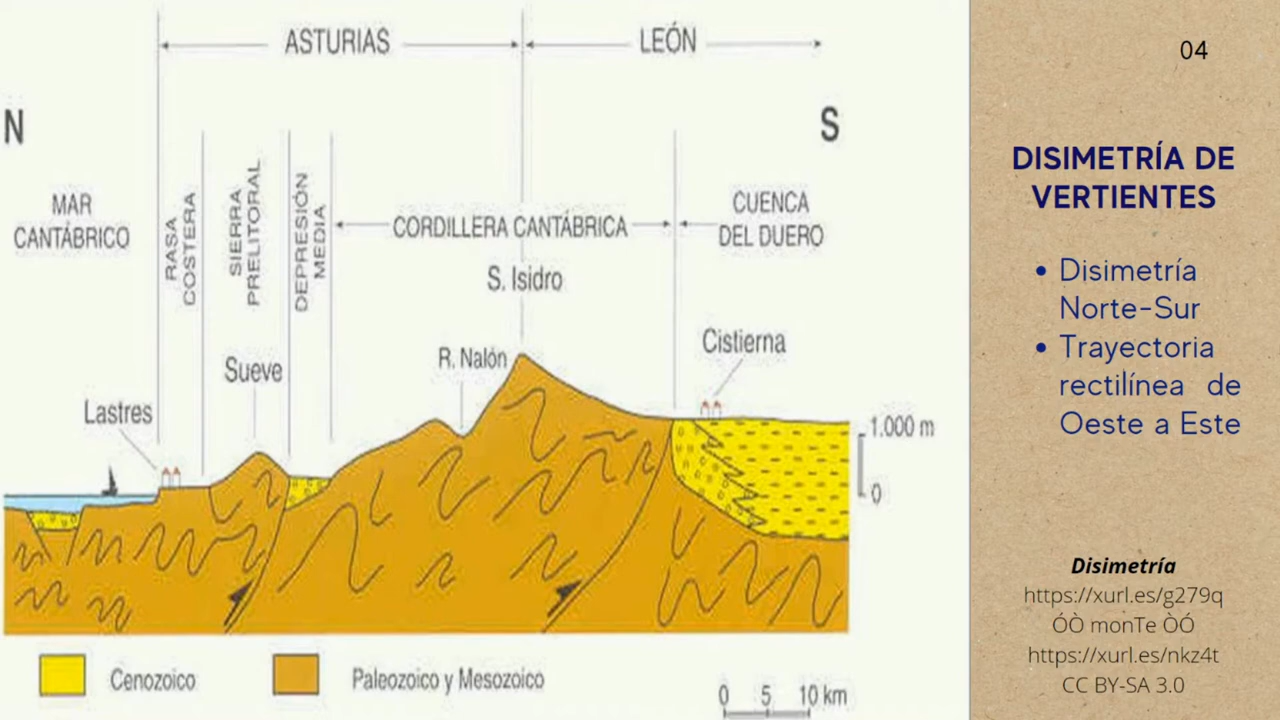 ASTURIAS
LEÓN
N
S
MAR
CANTÁBRICO
RASA
COSTERA
SIERRA
PRELITORAL
DEPRESIÓN
MEDIA
CORDILLERA CANTÁBRICA
CUENCA
DEL DUERO
S. Isidro
Cistierna
R. Nalón
Sueve
Lastres
1.000 m
0
Cenozoico
Paleozoico y Mesozoico
0 5 10 km
04
DISIMETRÍA DE
VERTIENTES
• Disimetría
Norte-Sur
• Trayectoria
rectilínea de
Oeste a Este
Disimetría
https://xurl.es/g279q
ÓÒ monTe ÒÓ
https://xurl.es/nkz4t
CC BY-SA 3.0